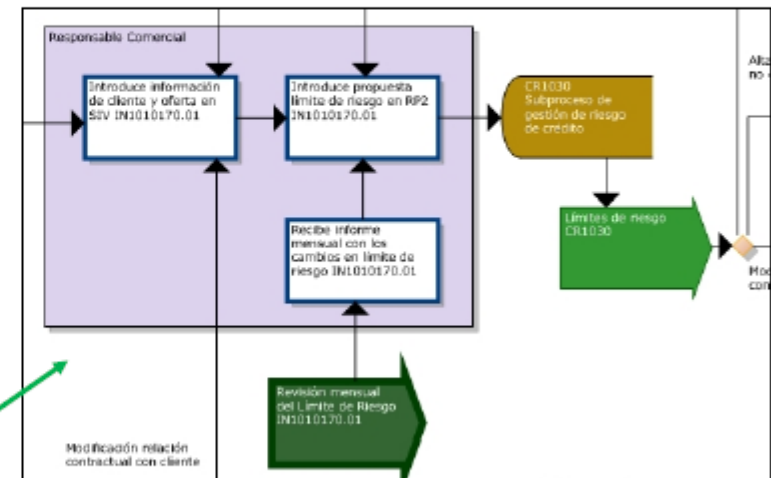 Responsable Comercial
Introduce información
de cliente y oferta en
SIV IN1010170.01
Introduce propuesta
límite de riesgo en RP2
IN1010170.01
CR1030
Subproceso de
gestión de riesgo
de crédito
Alta
no
Recibe informe
mensual con los
cambios en límite de
riesgo IN1010170.01
Límites de riesgo
CR1030
Revisión mensual
del Límite de Riesgo
IN1010170.01
Modificación relación
contractual con cliente